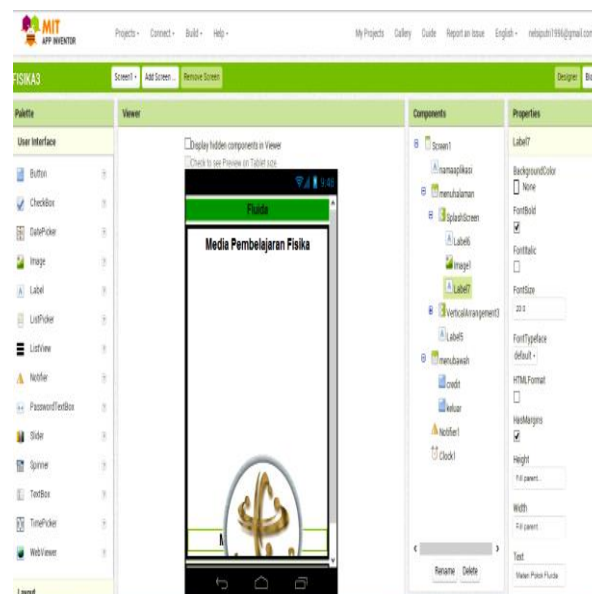 MIT
APP INVENTOR
Projects Connect Build Help
My Projects Gallery Guide Report an Issue English nelisputri1996@gmail.com
FISIKA3
Screen1 Add Screen ... Remove Screen
Designer
Palette
User Interface
Button
CheckBox
DatePicker
Image
Label
ListPicker
ListView
Notifier
PasswordTextBox
Slider
Spinner
TextBox
TimePicker
WebViewer
Layout
Viewer
Display hidden components in Viewer
Check to see Preview on Tablet size.
9:48
Fluida
Media Pembelajaran Fisika
Components
Screen1
namaaplikasi
menuhalaman
SplashScreen
Label6
Image1
Label7
VerticalArrangement3
Label5
menubawah
credit
keluar
Notifier1
Clock1
Rename Delete
Properties
Label7
BackgroundColor
None
FontBold
FontItalic
FontSize
FontTypeface
default
HTMLFormat
HasMargins
Height
Fill parent...
Width
Fill parent...
Text
Materi Pokok Fluida